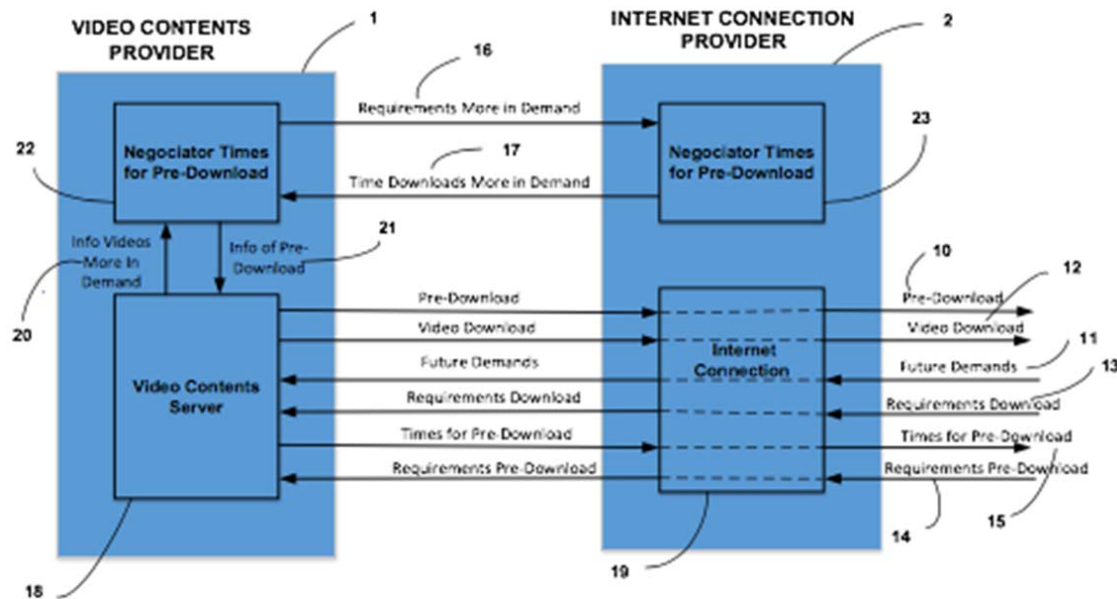 VIDEO CONTENTS
PROVIDER
1
INTERNET CONNECTION
PROVIDER
2
16
Requirements More in Demand
22
Negociator Times
for Pre-Download
17
Time Downloads More in Demand
Negociator Times
for Pre-Download
23
Info Videos
More In
Demand
20
Info of Pre-
Download
21
Pre-Download
Video Download
Future Demands
Requirements Download
Times for Pre-Download
Requirements Pre-Download
Video Contents
Server
18
Internet
Connection
19
10
Pre-Download
12
Video Download
11
Future Demands
13
Requirements Download
Times for Pre-Download
Requirements Pre-Download
14
15